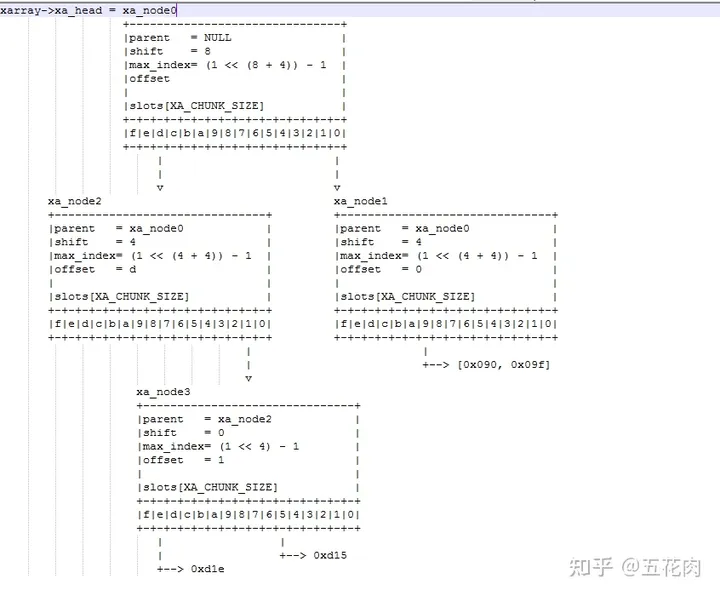 xarray->xa_head = xa_node0
+-------------------------------+
|parent   = NULL                |
|shift    = 8                   |
|max_index= (1 << (8 + 4)) - 1  |
|offset                         |
|                               |
|slots[XA_CHUNK_SIZE]           |
+-+-+-+-+-+-+-+-+-+-+-+-+-+-+-+-+
|f|e|d|c|b|a|9|8|7|6|5|4|3|2|1|0|
+-+-+-+-+-+-+-+-+-+-+-+-+-+-+-+-+
xa_node2
+-------------------------------+
|parent   = xa_node0            |
|shift    = 4                   |
|max_index= (1 << (4 + 4)) - 1  |
|offset   = d                   |
|                               |
|slots[XA_CHUNK_SIZE]           |
+-+-+-+-+-+-+-+-+-+-+-+-+-+-+-+-+
|f|e|d|c|b|a|9|8|7|6|5|4|3|2|1|0|
+-+-+-+-+-+-+-+-+-+-+-+-+-+-+-+-+
xa_node1
+-------------------------------+
|parent   = xa_node0            |
|shift    = 4                   |
|max_index= (1 << (4 + 4)) - 1  |
|offset   = 0                   |
|                               |
|slots[XA_CHUNK_SIZE]           |
+-+-+-+-+-+-+-+-+-+-+-+-+-+-+-+-+
|f|e|d|c|b|a|9|8|7|6|5|4|3|2|1|0|
+-+-+-+-+-+-+-+-+-+-+-+-+-+-+-+-+
+--> [0x090, 0x09f]
xa_node3
+-------------------------------+
|parent   = xa_node2            |
|shift    = 0                   |
|max_index= (1 << 4) - 1        |
|offset   = 1                   |
|                               |
|slots[XA_CHUNK_SIZE]           |
+-+-+-+-+-+-+-+-+-+-+-+-+-+-+-+-+
|f|e|d|c|b|a|9|8|7|6|5|4|3|2|1|0|
+-+-+-+-+-+-+-+-+-+-+-+-+-+-+-+-+
+--> 0xd15
+--> 0xd1e
知乎 @五花肉